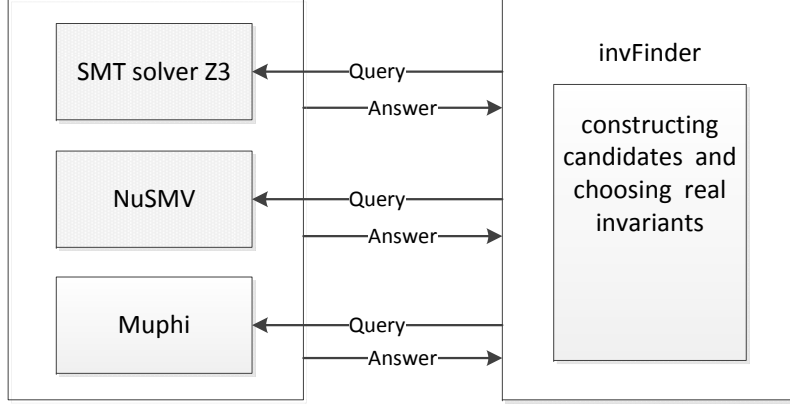 SMT solver Z3
Query
Answer
NuSMV
Query
Answer
Muphi
Query
Answer
invFinder
constructing
candidates and
choosing real
invariants